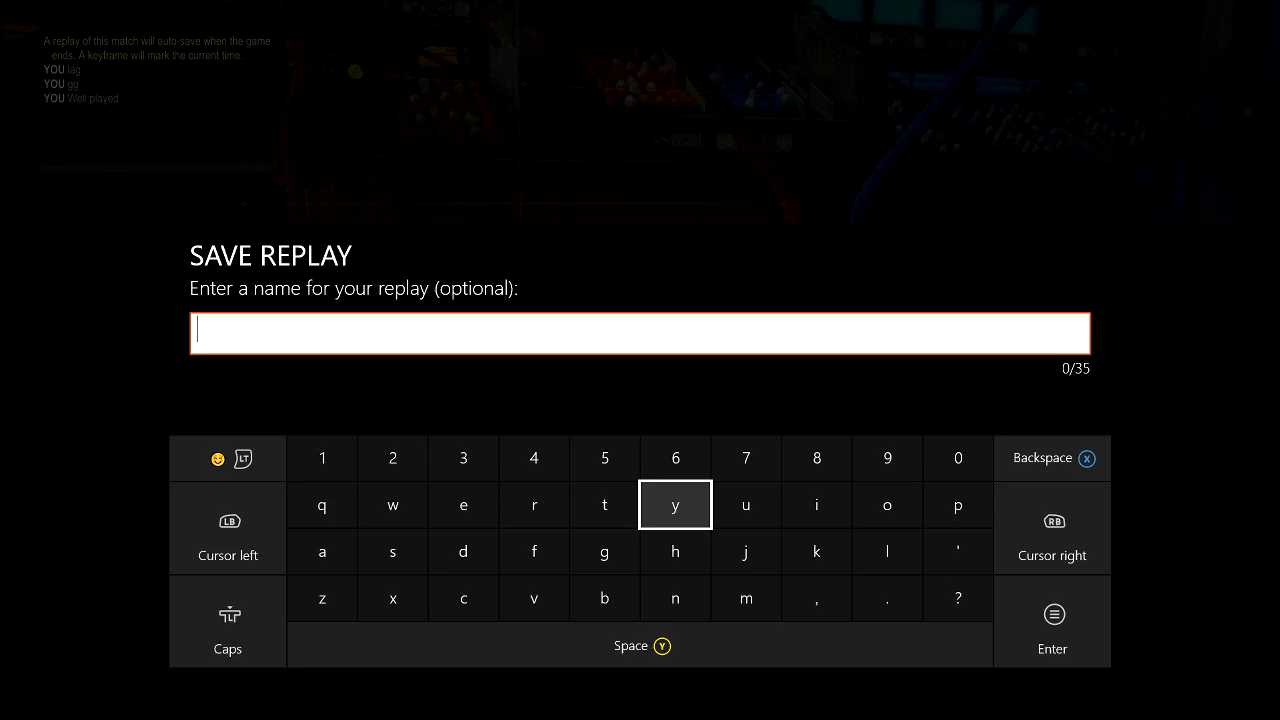 A replay of this match will auto-save when the game
ends. A keyframe will mark the current time.
YOU lag
YOU gg
YOU Well played
SAVE REPLAY
Enter a name for your replay (optional):
0/35
LT 1 2 3 4 5 6 7 8 9 0 Backspace X
q w e r t y u i o p
LB RB
Cursor left a s d f g h j k l ' Cursor right
z x c v b n m , . ?
LT
Caps Space Y Enter